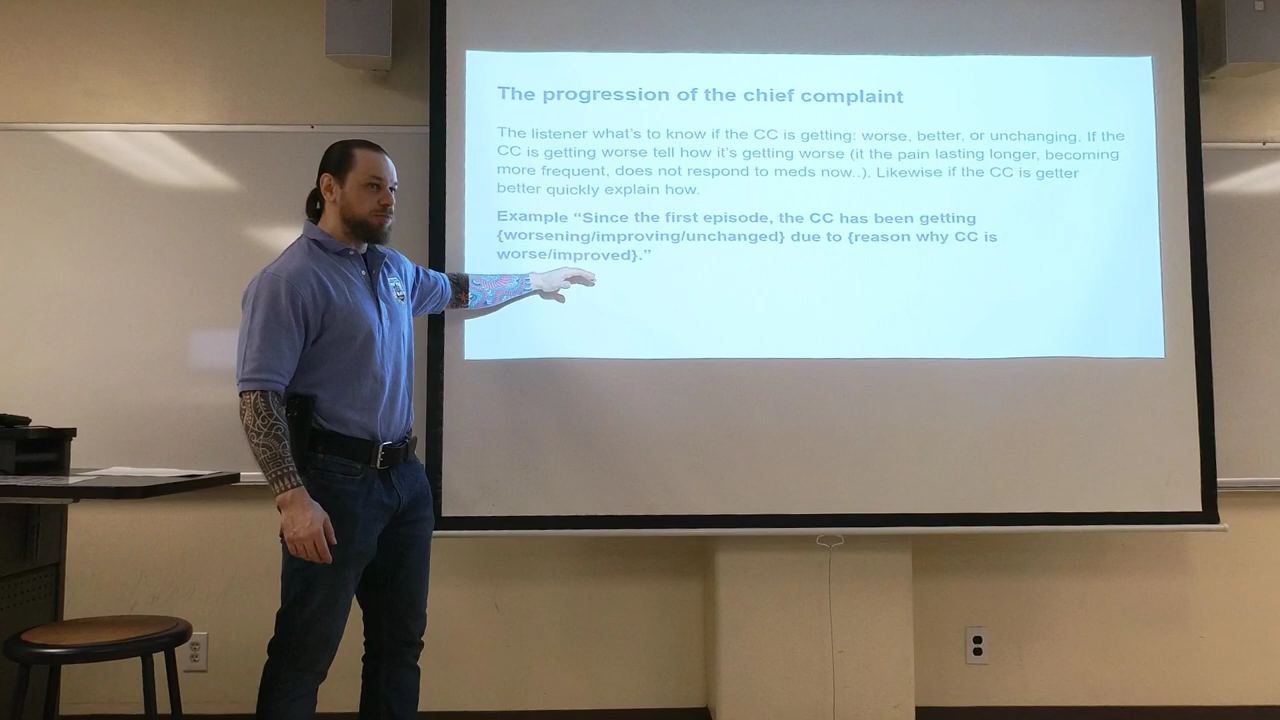 The progression of the chief complaint
The listener what's to know if the CC is getting: worse, better, or unchanging. If the
CC is getting worse tell how it's getting worse (it the pain lasting longer, becoming
more frequent, does not respond to meds now..). Likewise if the CC is getter
better quickly explain how.
Example “Since the first episode, the CC has been getting
{worsening/improving/unchanged} due to {reason why CC is
worse/improved}.”